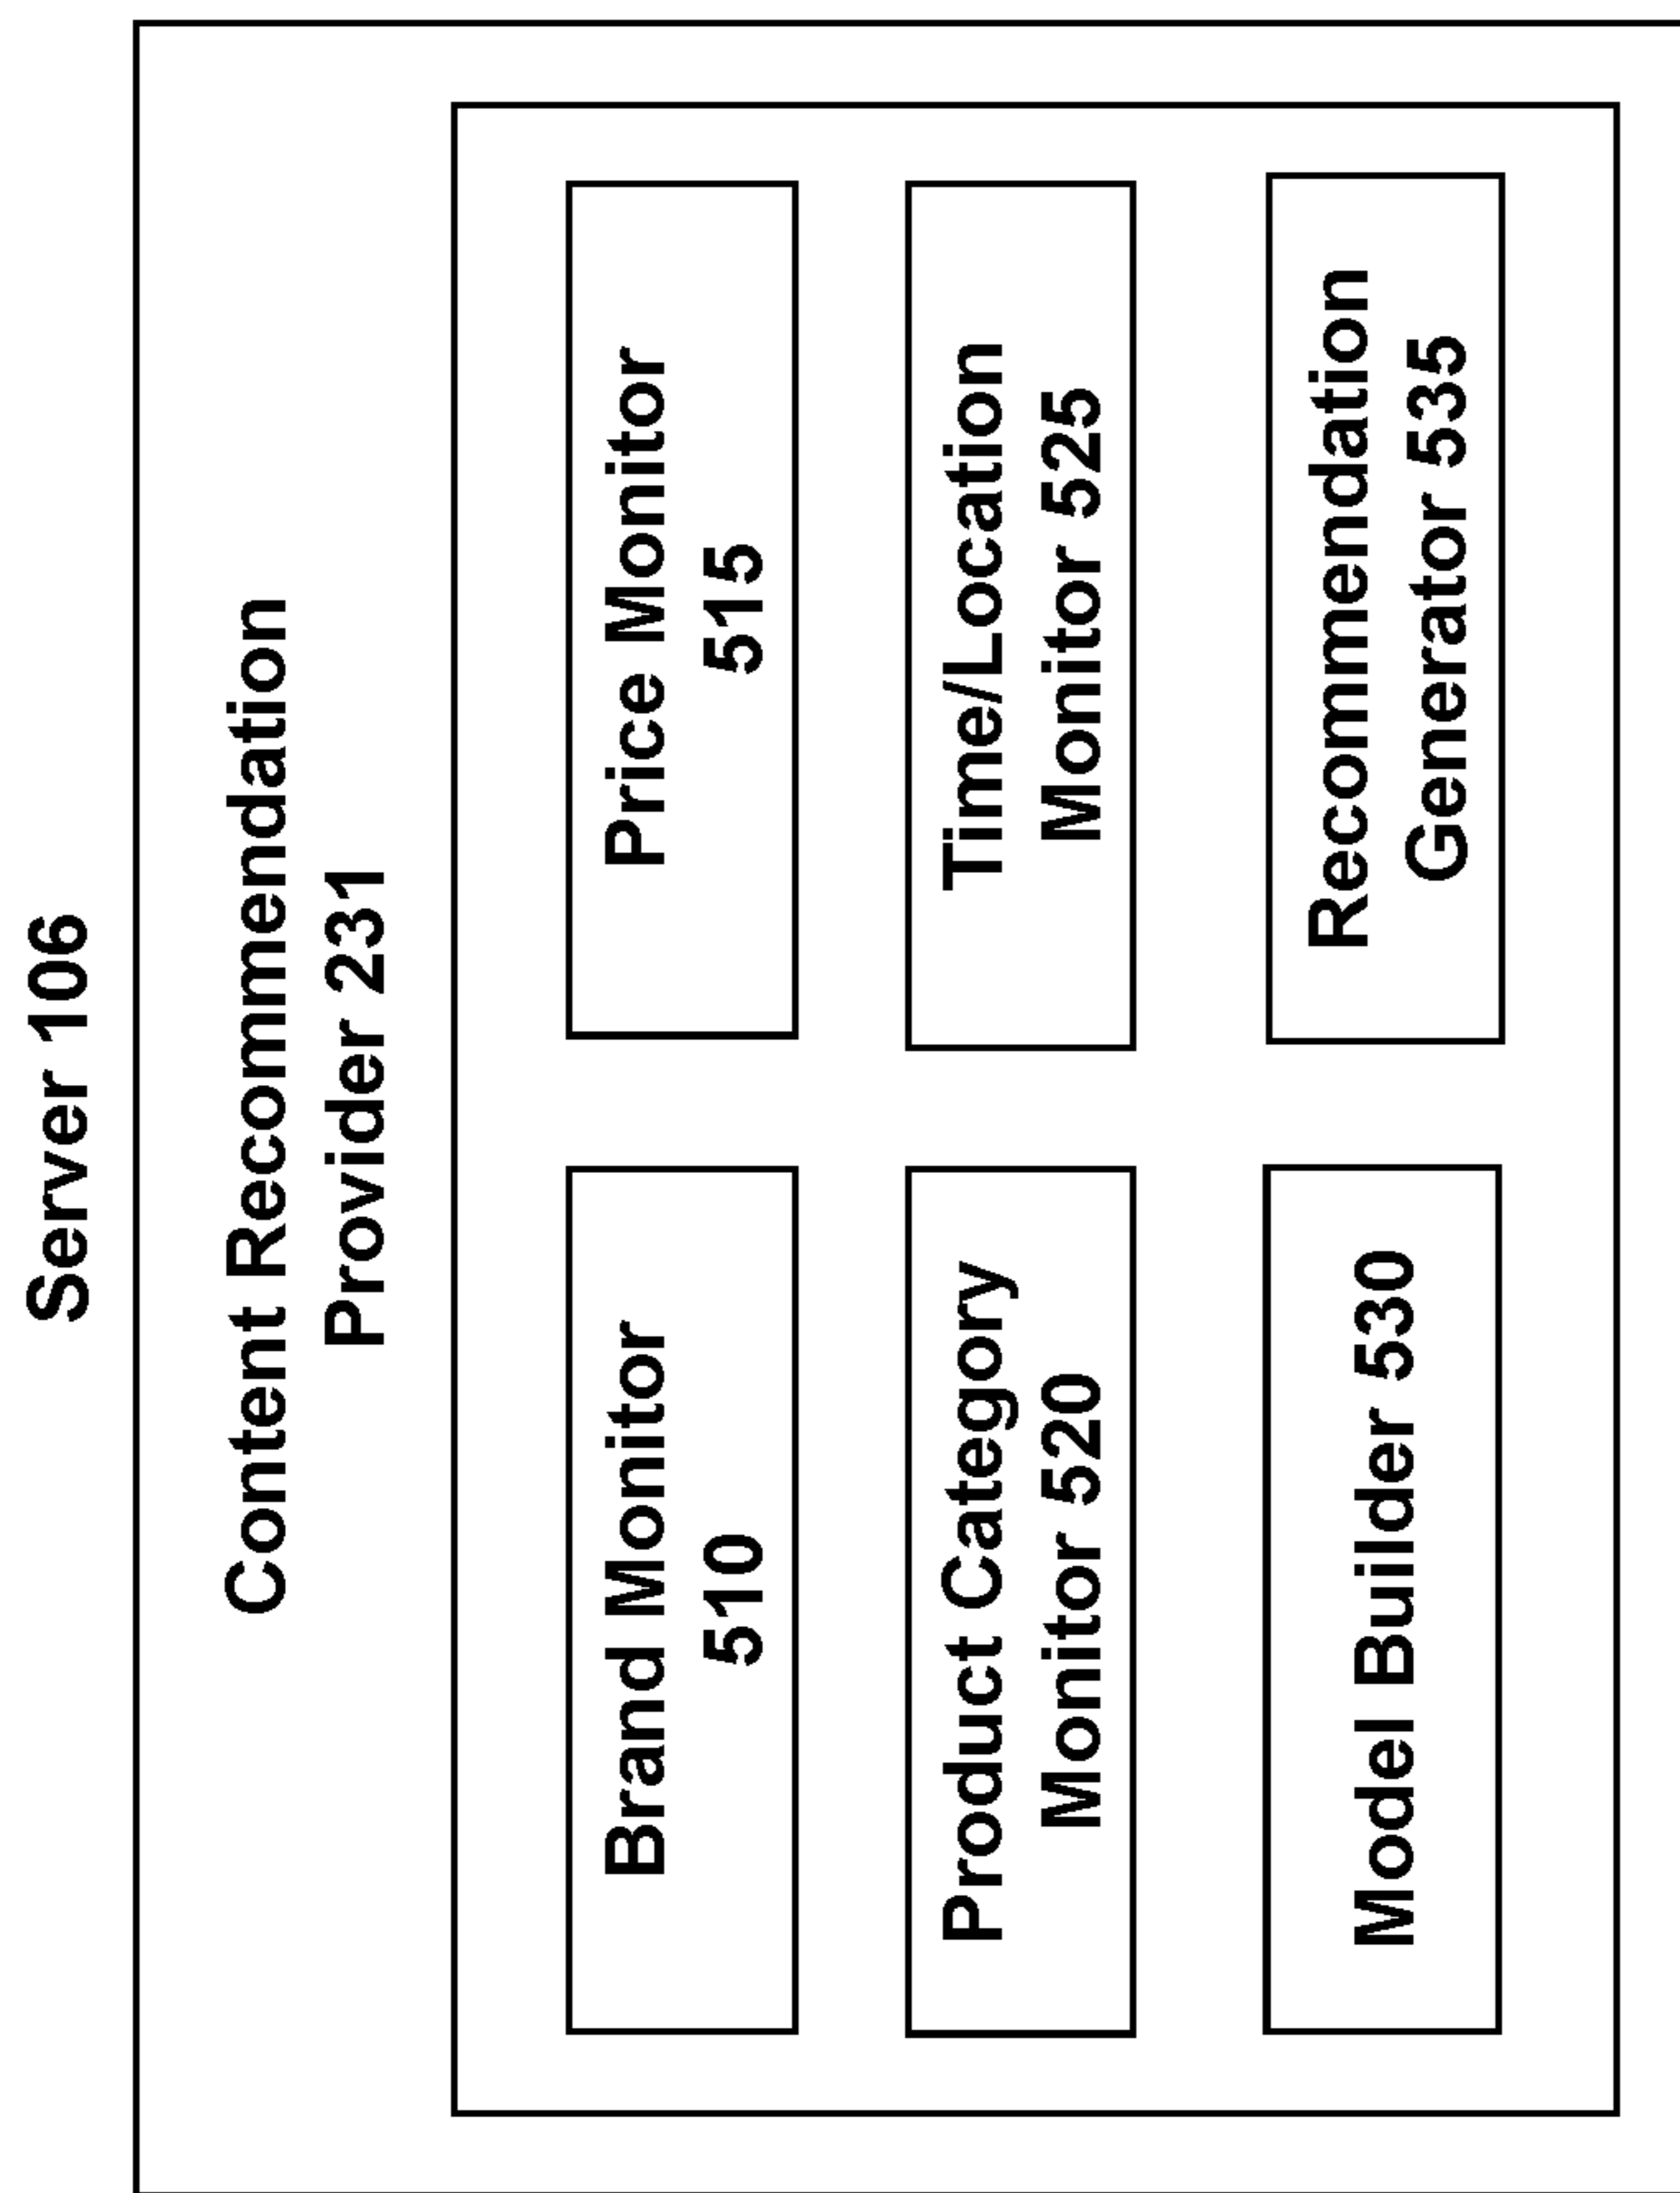 Server 106
Content Recommendation
Provider 231
Brand Monitor
510
Price Monitor
515
Product Category
Monitor 520
Time/Location
Monitor 525
Model Builder 530
Recommendation
Generator 535